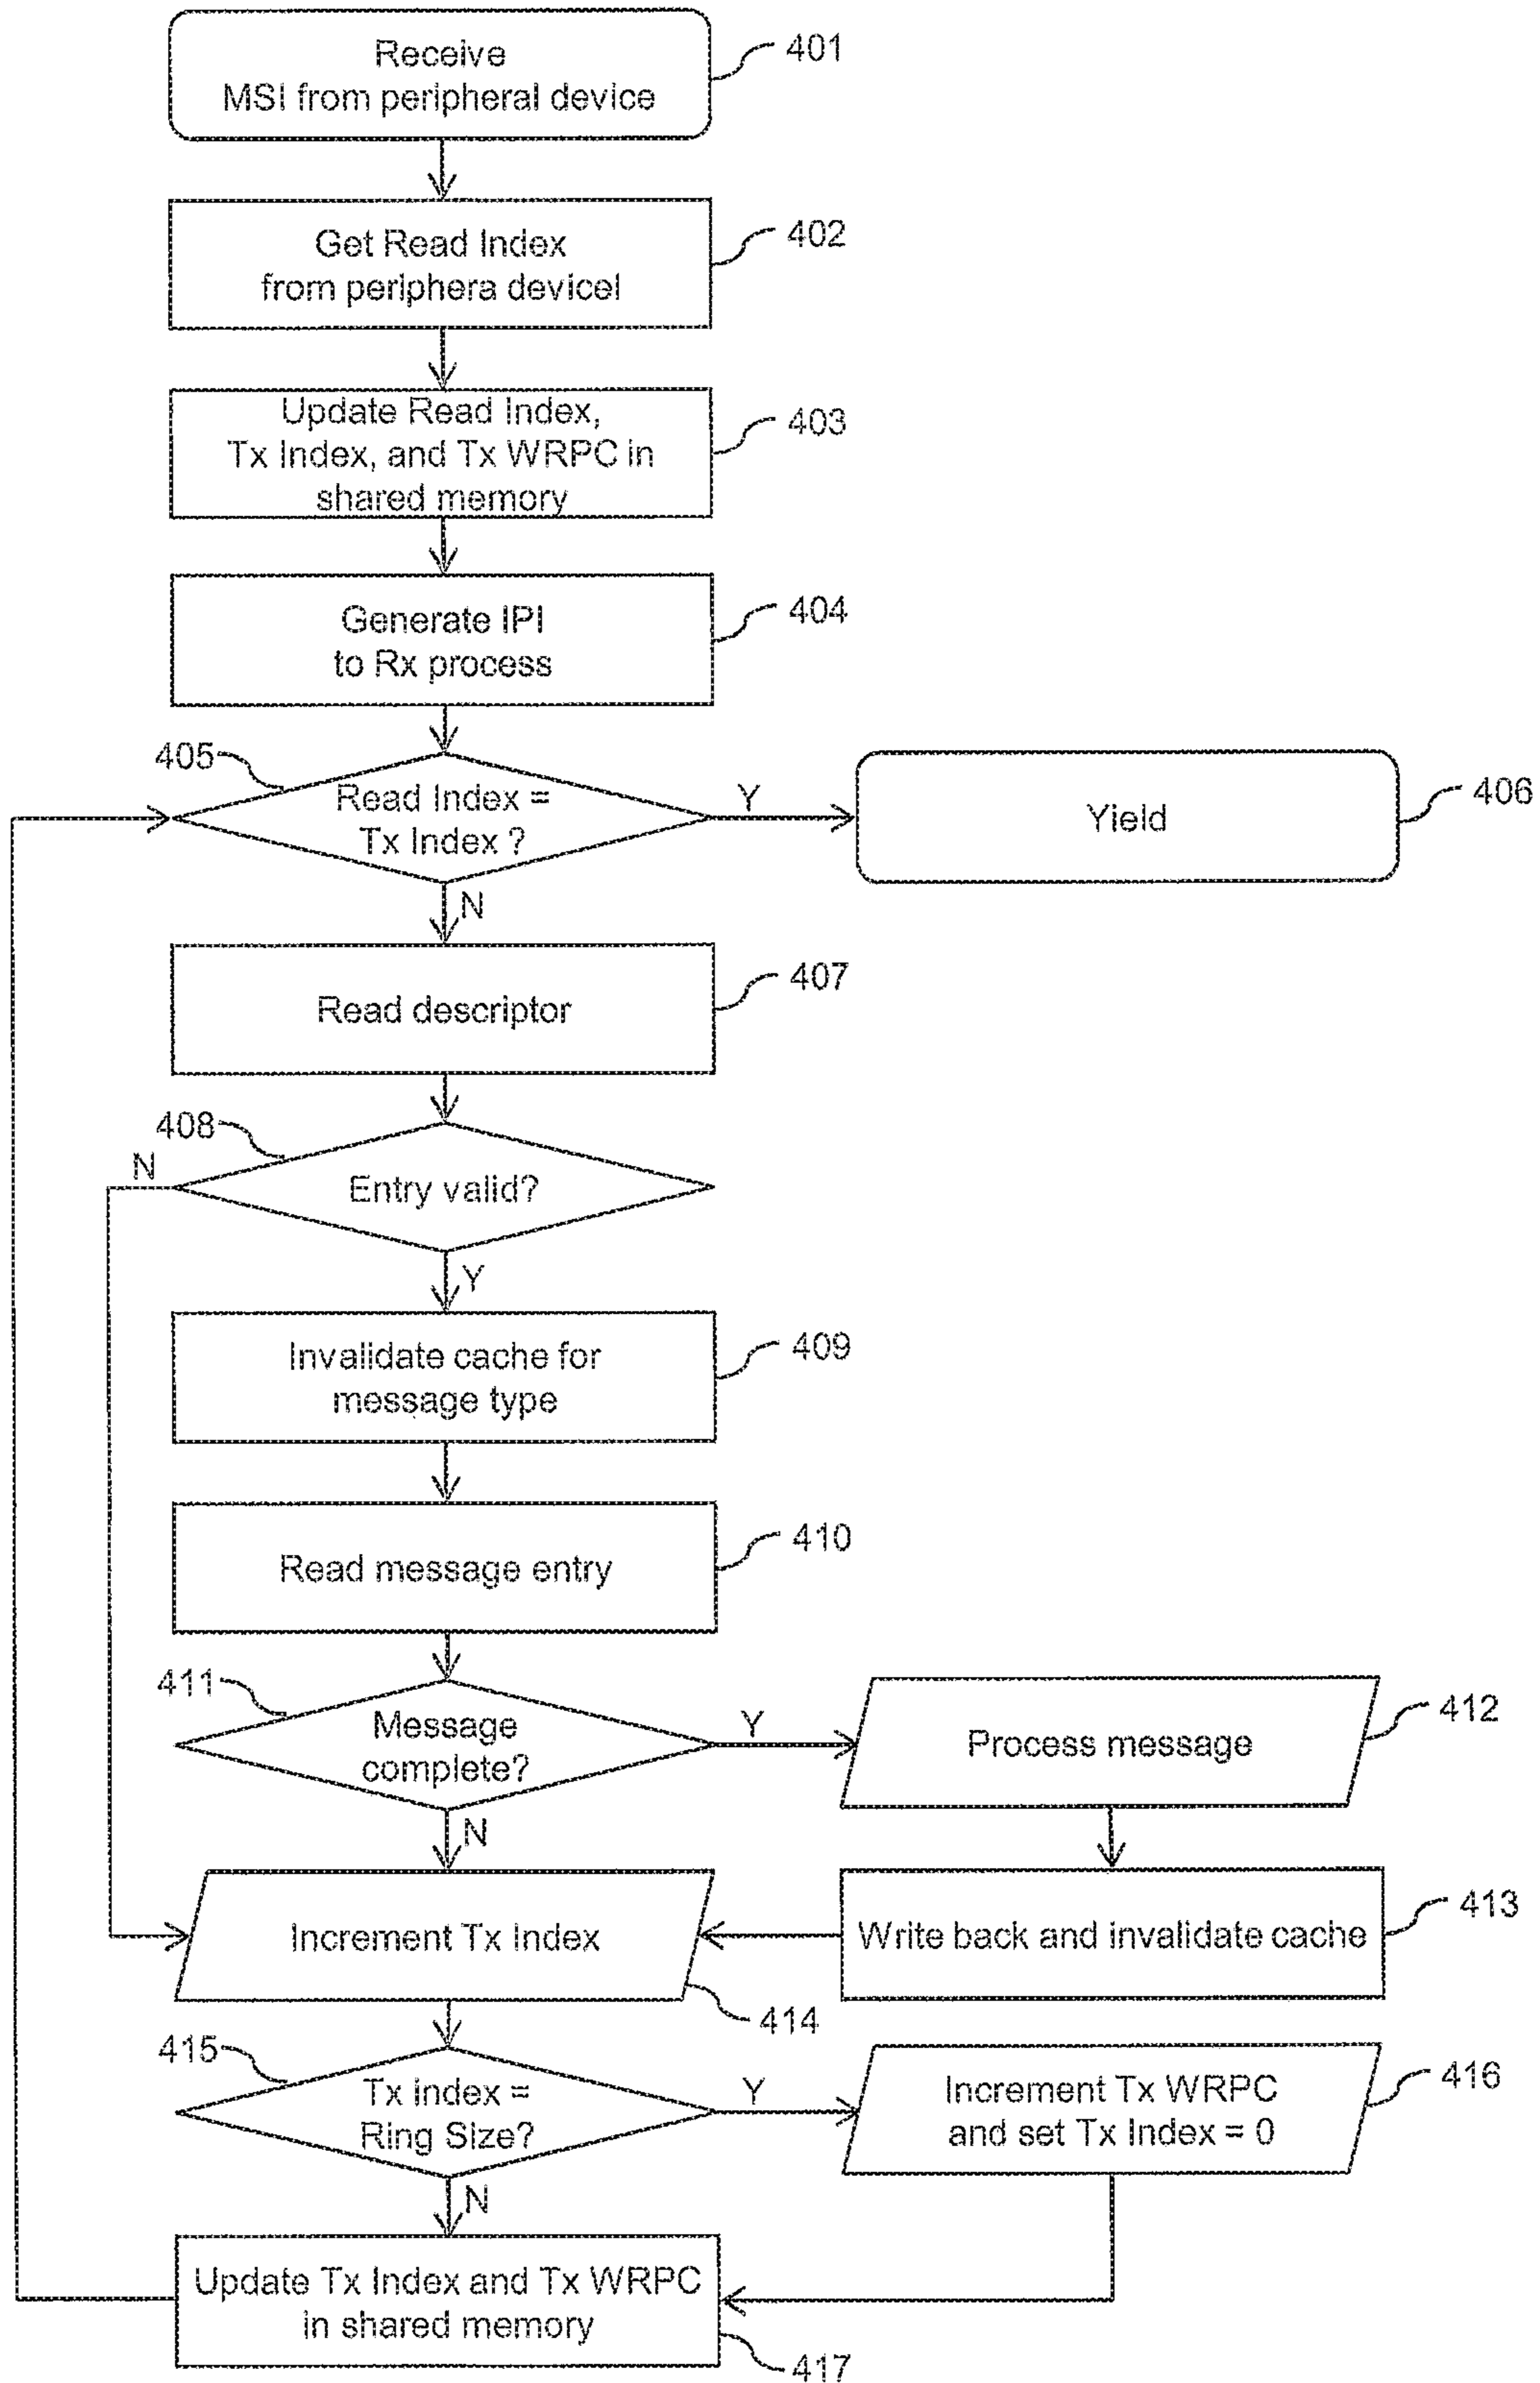 Receive
MSI from peripheral device
401
Get Read Index
from periphera devicel
402
Update Read Index,
Tx Index, and Tx WRPC in
shared memory
403
Generate IPI
to Rx process
404
405
Read Index =
Tx Index ?
Y
Yield
406
N
Read descriptor
407
408
N
Entry valid?
Y
Invalidate cache for
message type
409
Read message entry
410
411
Message
complete?
Y
Process message
412
N
Increment Tx Index
414
Write back and invalidate cache
413
415
Tx index =
Ring Size?
Y
Increment Tx WRPC
and set Tx Index = 0
416
N
Update Tx Index and Tx WRPC
in shared memory
417